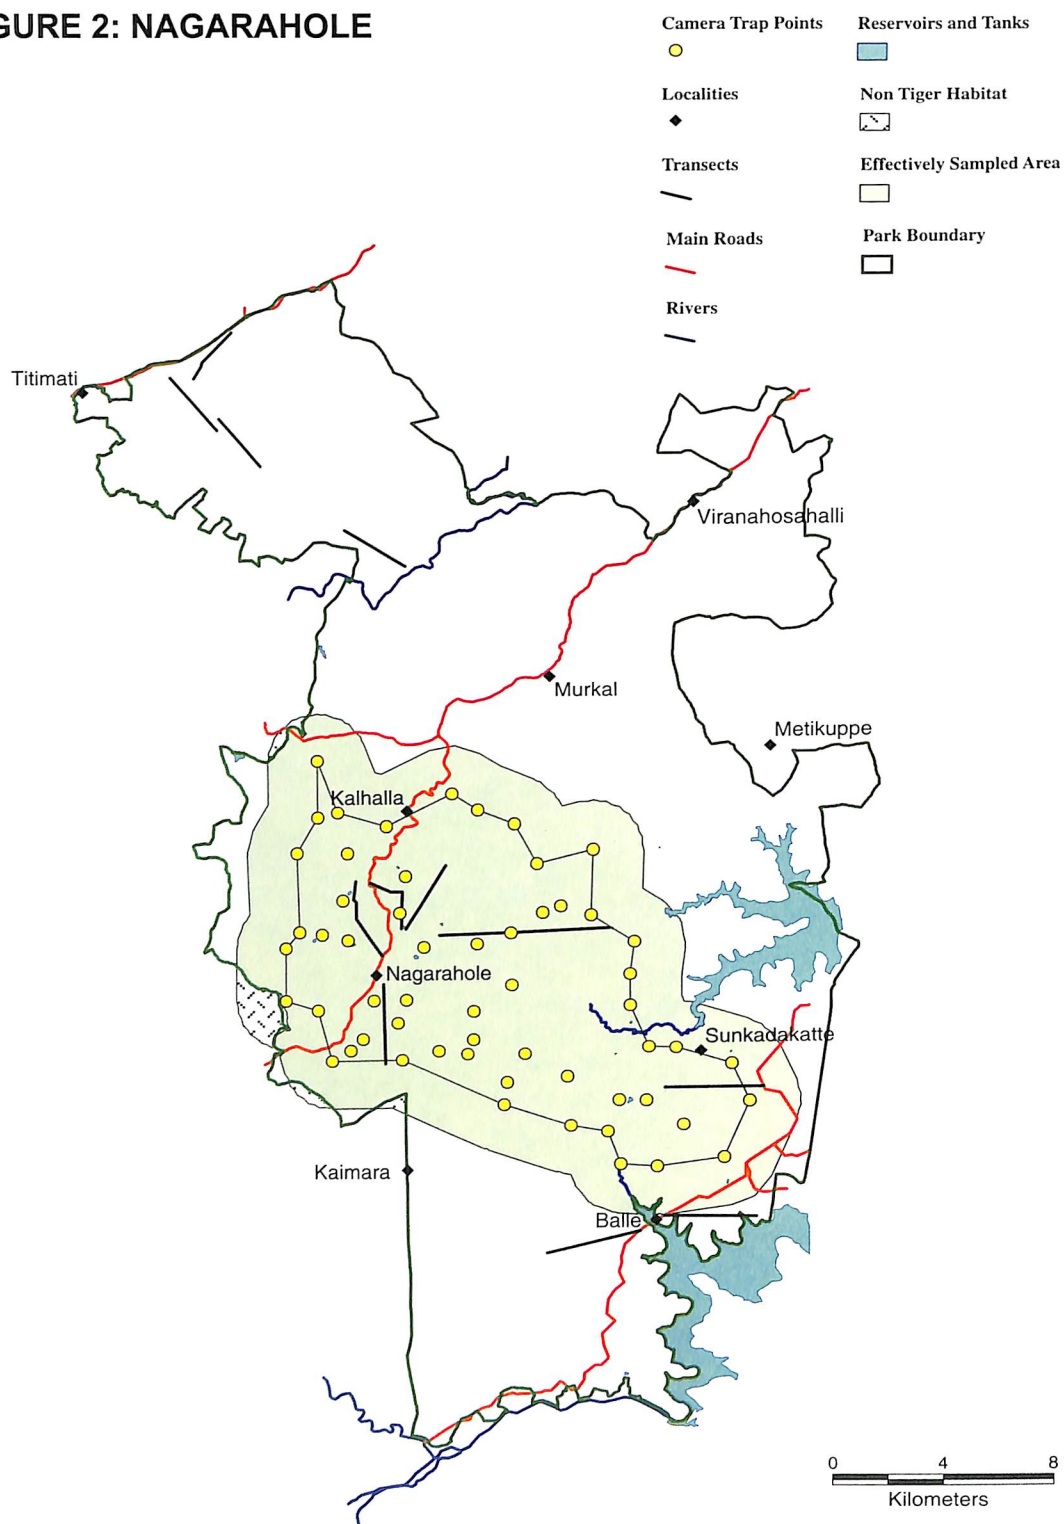 GURE 2: NAGARAHOLE
Camera Trap Points
Reservoirs and Tanks
Localities
Non Tiger Habitat
Transects
Effectively Sampled Area
Main Roads
Park Boundary
Rivers
Titimati
Viranahosahalli
Murkal
Metikuppe
Kalhalla
Nagarahole
Sunkadakatte
Kaimara
Balle
0 4 8
Kilometers